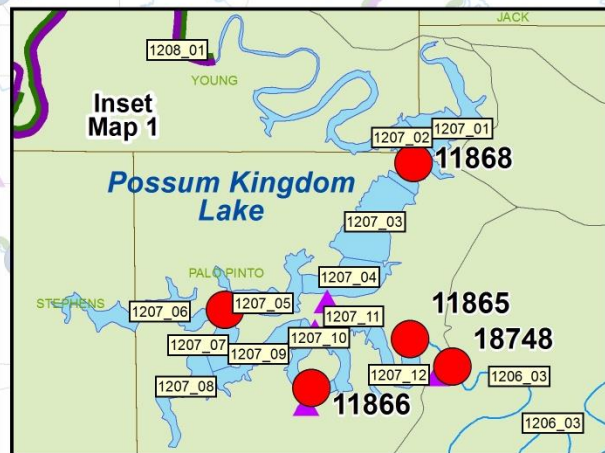 JACK
1208_01
YOUNG
Inset
Map 1
1207_02
1207_01
11868
Possum Kingdom
Lake
1207_03
PALO PINTO
1207_04
STEPHENS
1207_06
1207_05
1207_11
11865
1207_07
1207_09
1207_10
18748
1207_08
1207_12
1206_03
11866
1206_03